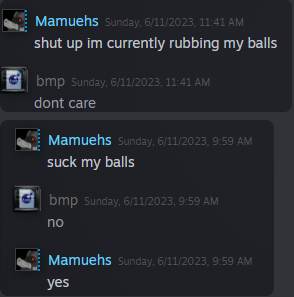 Mamuehs Sunday, 6/11/2023, 11:41 AM
shut up im currently rubbing my balls
bmp Sunday, 6/11/2023, 11:41 AM
dont care
Mamuehs Sunday, 6/11/2023, 9:59 AM
suck my balls
bmp Sunday, 6/11/2023, 9:59 AM
no
Mamuehs Sunday, 6/11/2023, 9:59 AM
yes